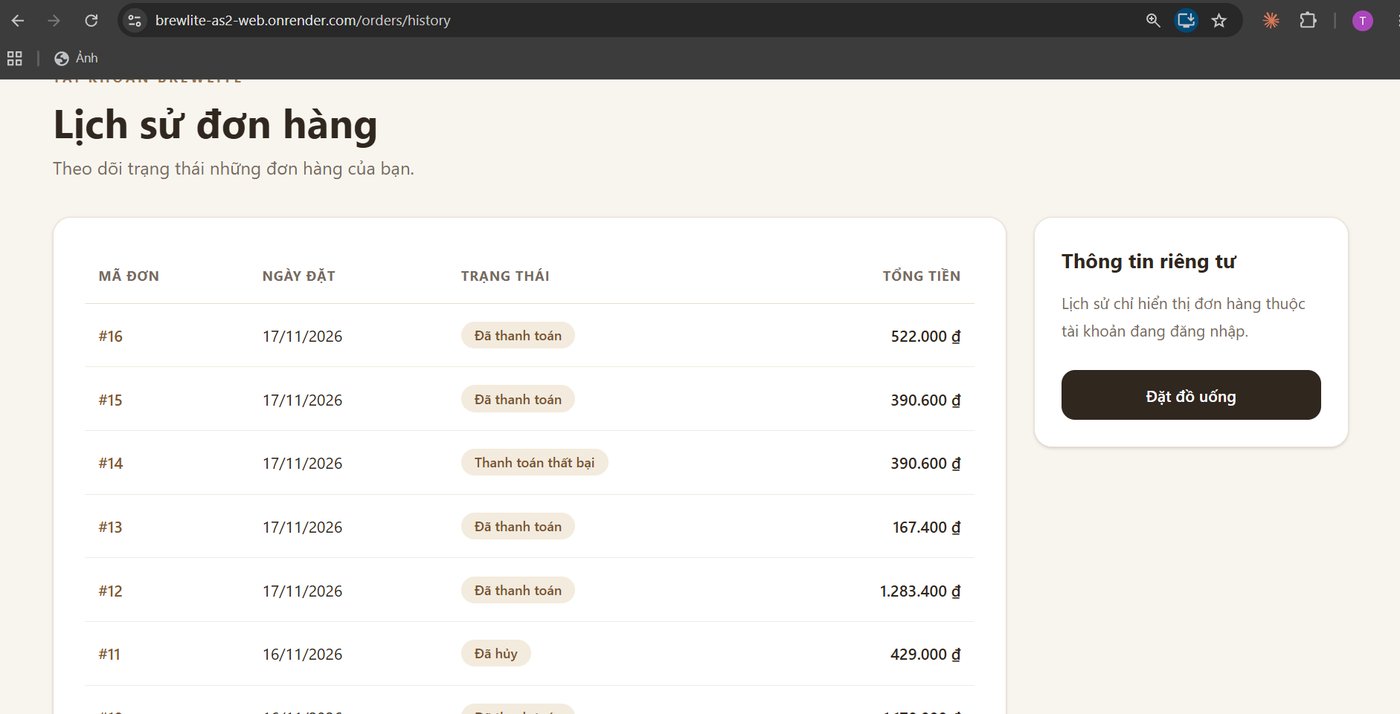 brewlite-as2-web.onrender.com/orders/history
T
Ảnh
TÀI KHOẢN BREWLITE
Lịch sử đơn hàng
Theo dõi trạng thái những đơn hàng của bạn.
MÃ ĐƠN NGÀY ĐẶT TRẠNG THÁI TỔNG TIỀN
#16 17/11/2026 Đã thanh toán 522.000 ₫
#15 17/11/2026 Đã thanh toán 390.600 ₫
#14 17/11/2026 Thanh toán thất bại 390.600 ₫
#13 17/11/2026 Đã thanh toán 167.400 ₫
#12 17/11/2026 Đã thanh toán 1.283.400 ₫
#11 16/11/2026 Đã hủy 429.000 ₫
Thông tin riêng tư
Lịch sử chỉ hiển thị đơn hàng thuộc
tài khoản đang đăng nhập.
Đặt đồ uống